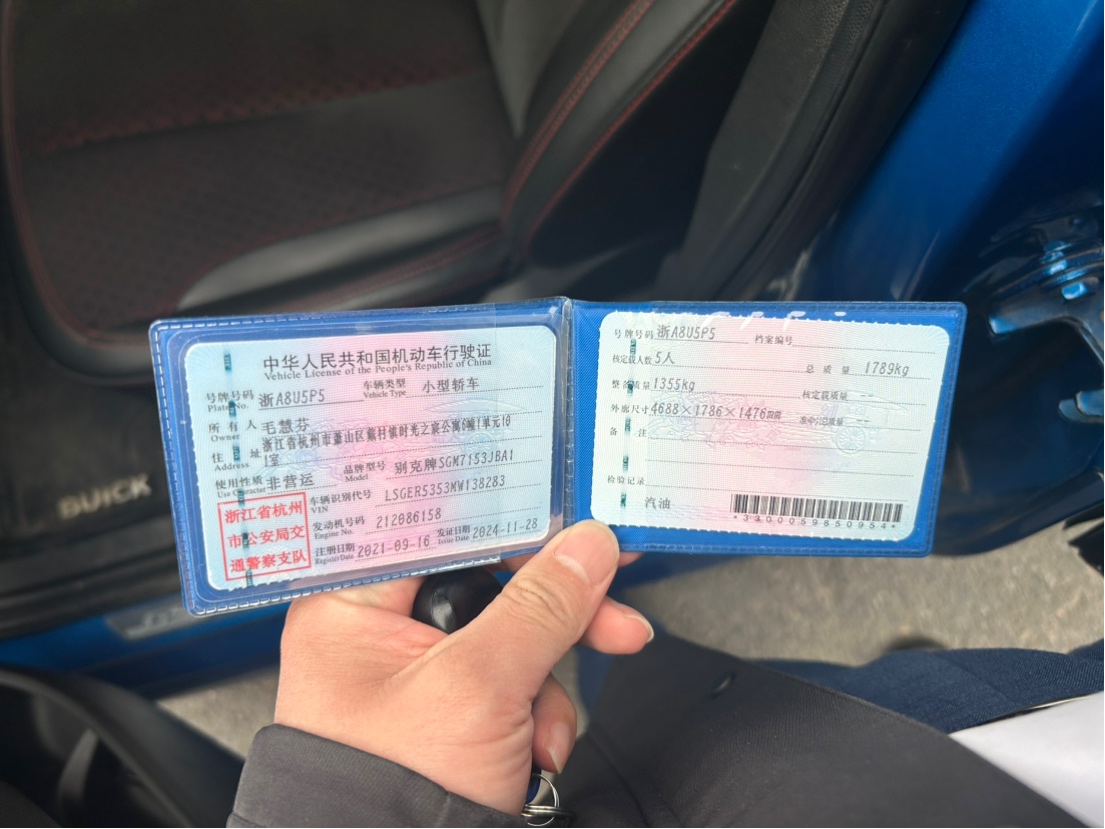 中华人民共和国机动车行驶证
Vehicle License of the People's Republic of China
号牌号码 浙A8U5P5 车辆类型 小型轿车
Plate No. Vehicle Type
所有人 毛慧芬
Owner
住址 浙江省杭州市萧山区戴村镇时光之宸公寓6幢1单元10
Address 1室
使用性质 非营运 品牌型号 别克牌SGM7153JBA1
Use Character Model
浙江省杭州
市公安局交
通警察支队
车辆识别代号 LSGER5353MW138283
VIN
发动机号码 212086158
Engine No.
注册日期 2021-09-16 发证日期 2024-11-28
Register Date Issue Date
号牌号码 浙A8U5P5 档案编号
核定载人数 5人 总质量 1789kg
整备质量 1355kg 核定载质量 --
外廓尺寸 4688×1786×1476mm 准牵引总质量 --
备注
检验记录
汽油
BUICK